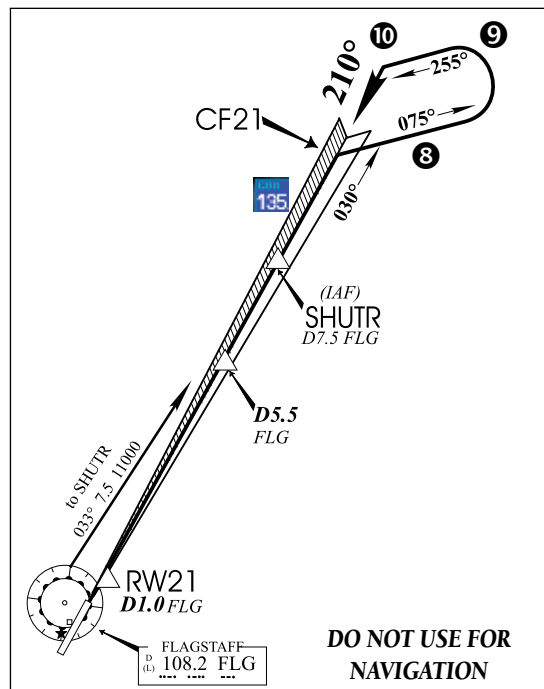 10
9
210°
255°
075°
8
CF21
030°
135
(IAF)
SHUTR
D7.5 FLG
D5.5
FLG
to SHUTR
033° 7.5 11000
RW21
D1.0 FLG
FLAGSTAFF
D
(L) 108.2 FLG
DO NOT USE FOR
NAVIGATION